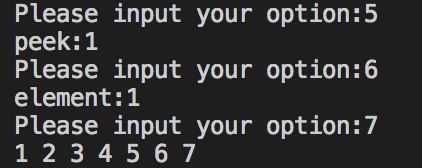 Please input your option:5
peek:1
Please input your option:6
element:1
Please input your option:7
1 2 3 4 5 6 7